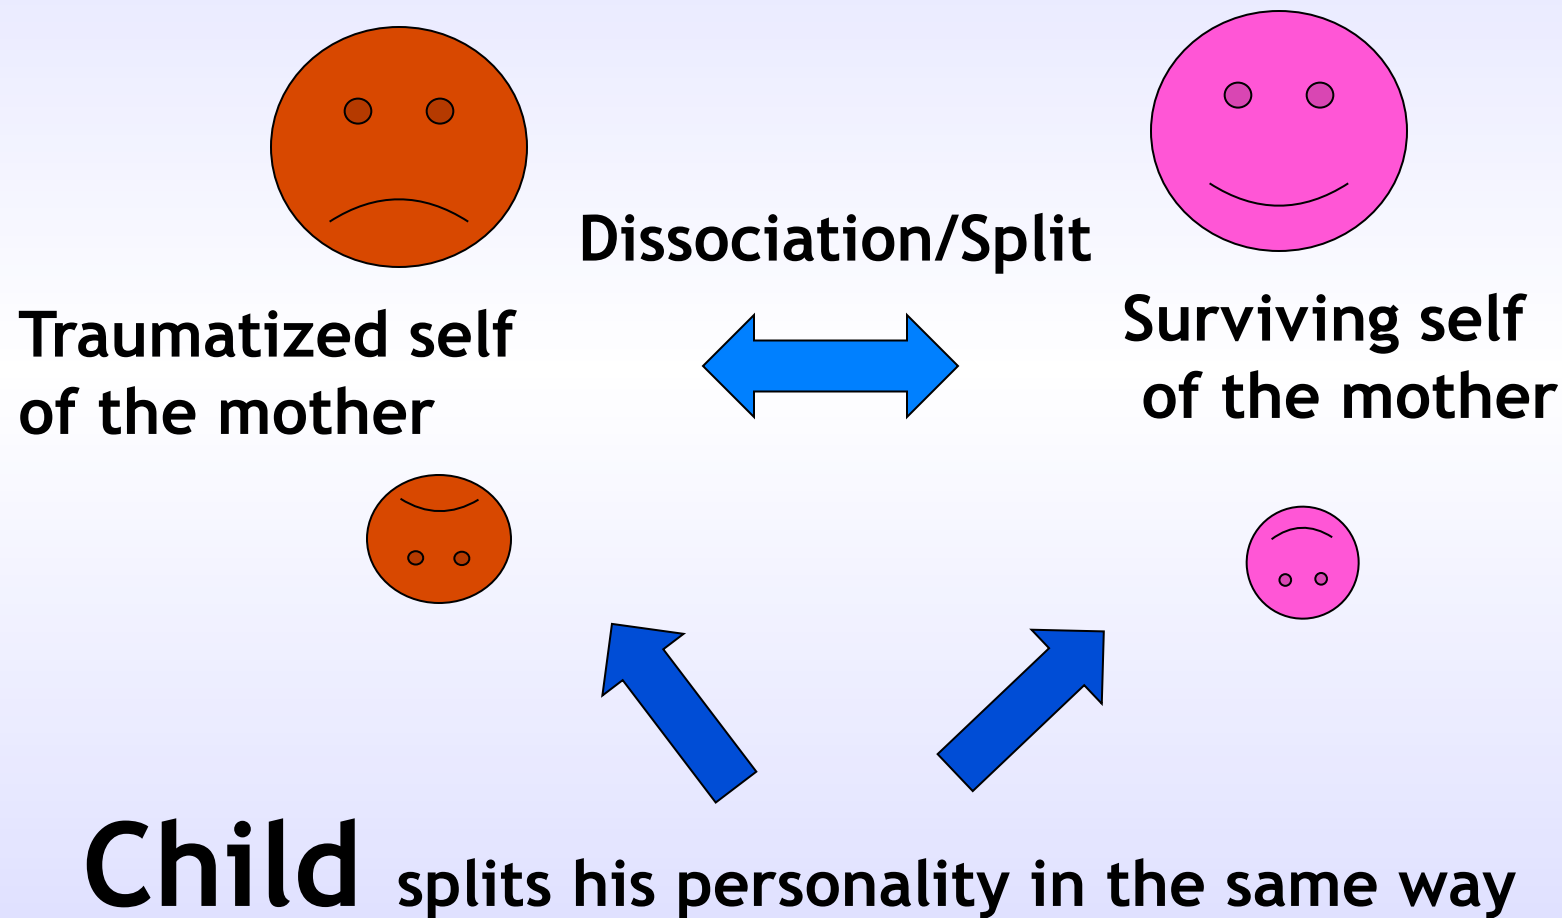 Dissociation/Split
Traumatized self
of the mother
Surviving self
of the mother
Child splits his personality in the same way